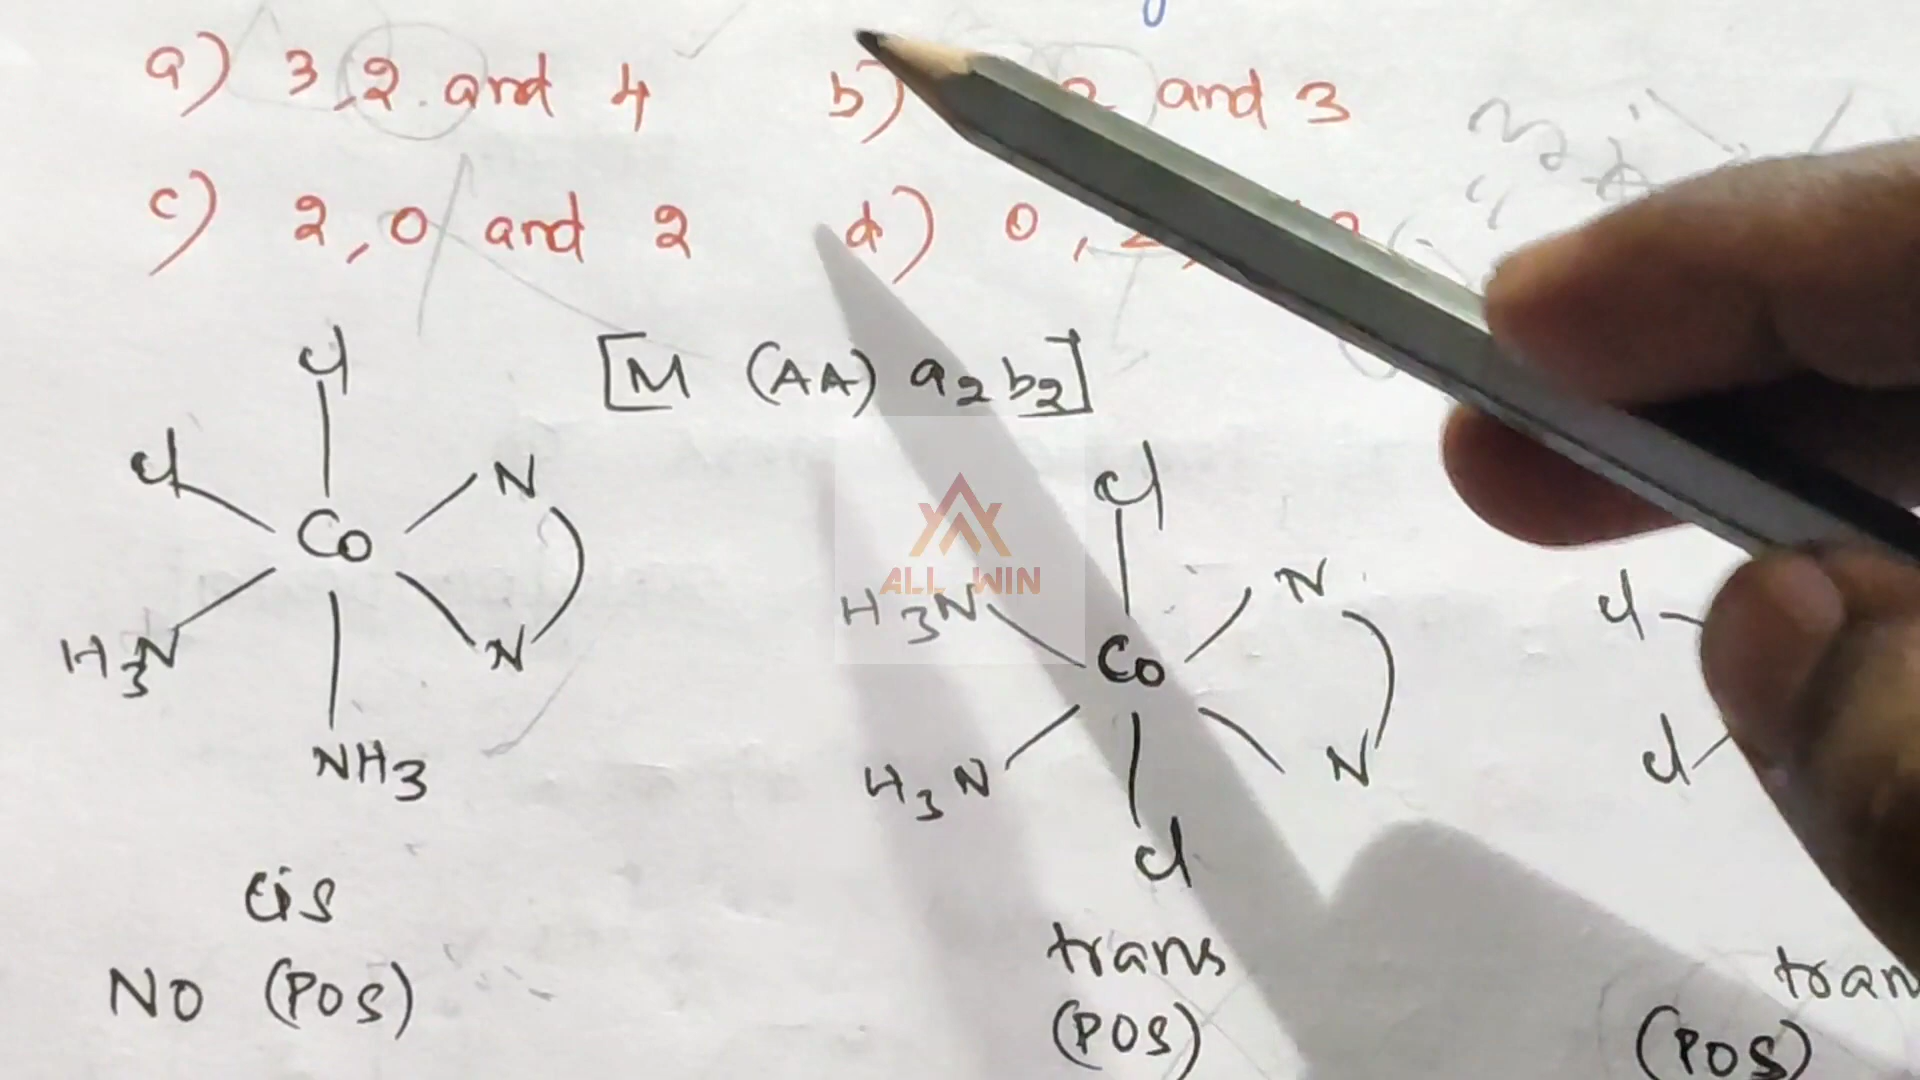 a) 3, 2 and 4
b) 2 and 3
c) 2, 0 and 2
d) 0,
[M (AA) a2 b2]
Cl
Cl
N
Co
H3N
N
NH3
cis
No (POS)
Cl
H3N
N
Co
H3N
N
Cl
trans
(POS)
Cl
Cl
tran
(POS)
ALL WIN